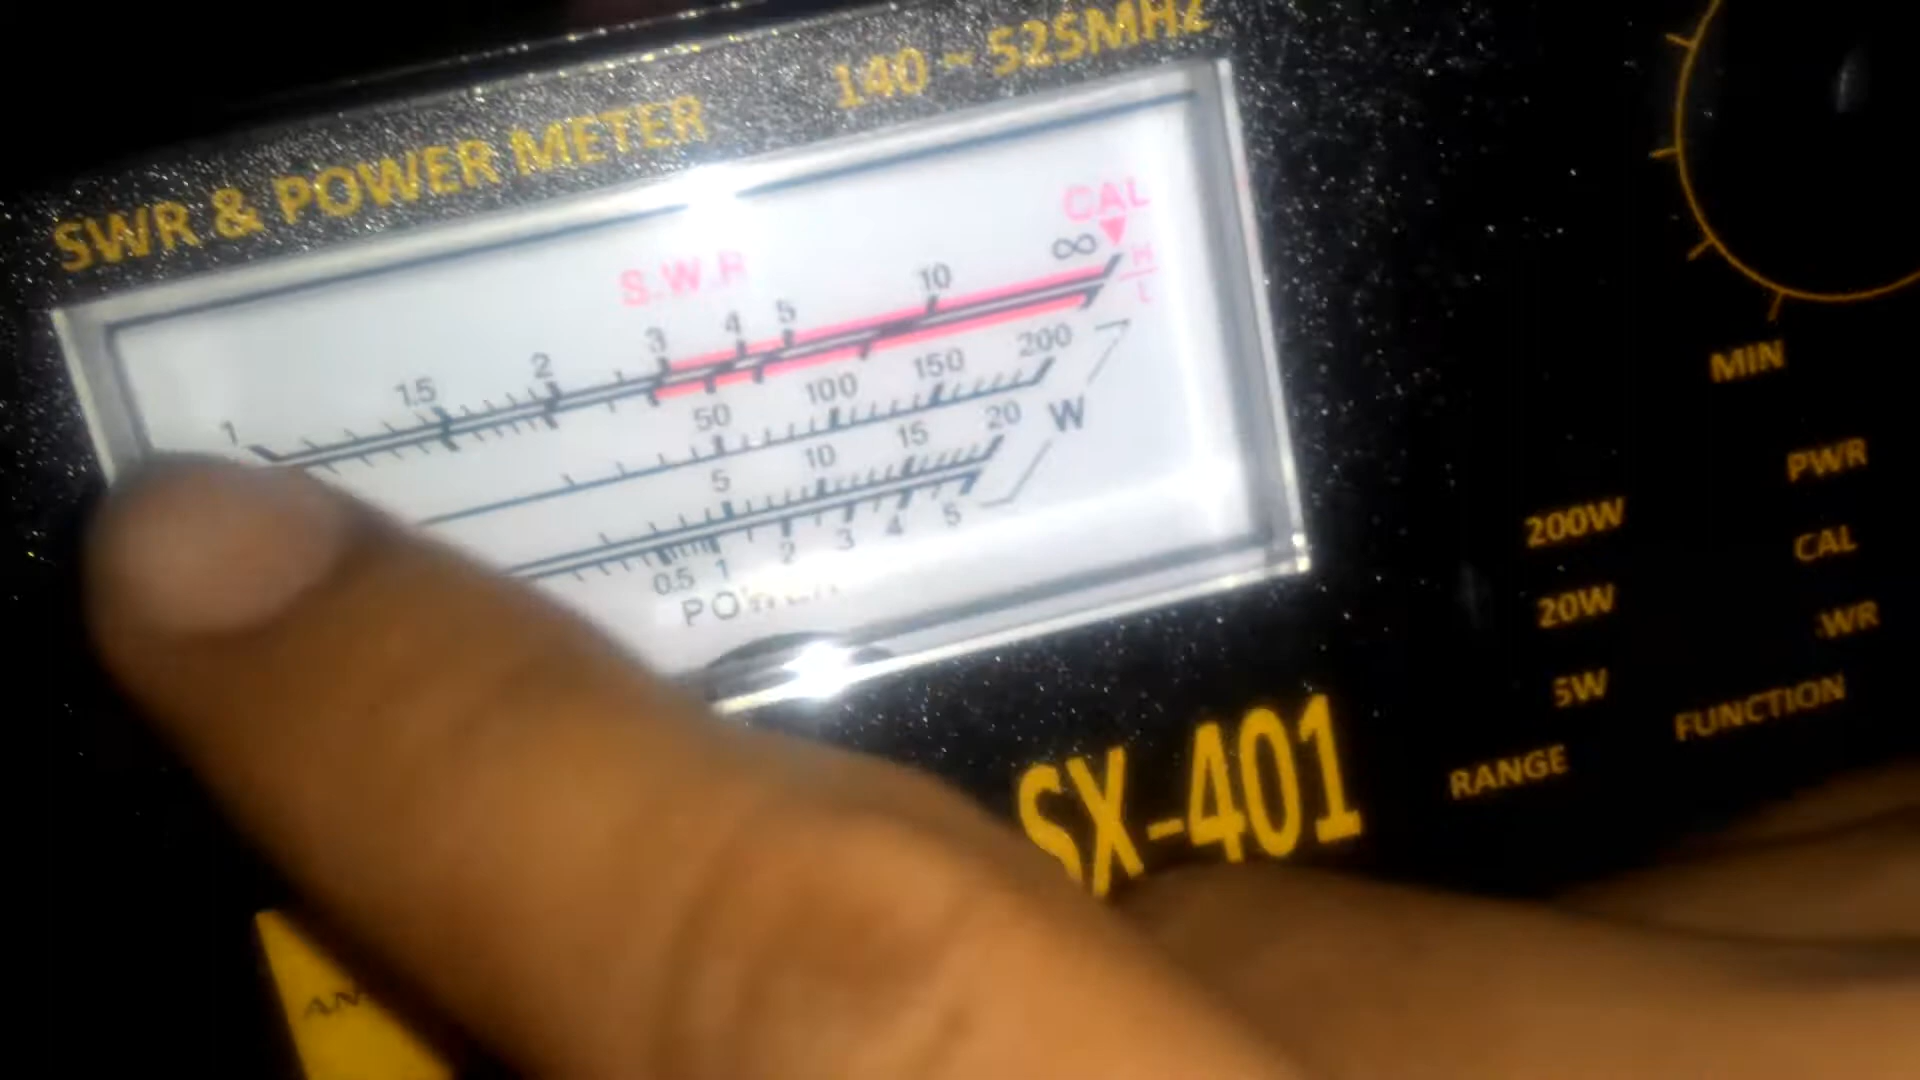 SWR & POWER METER 140 ~ 525MHz
CAL
S.W.R
1 1.5 2 3 4 5 10 ∞ H
L
50 100 150 200
5 10 15 20 W
0.5 1 2 3 4 5
MIN
PWR
200W CAL
20W WR
5W FUNCTION
RANGE
SX-401